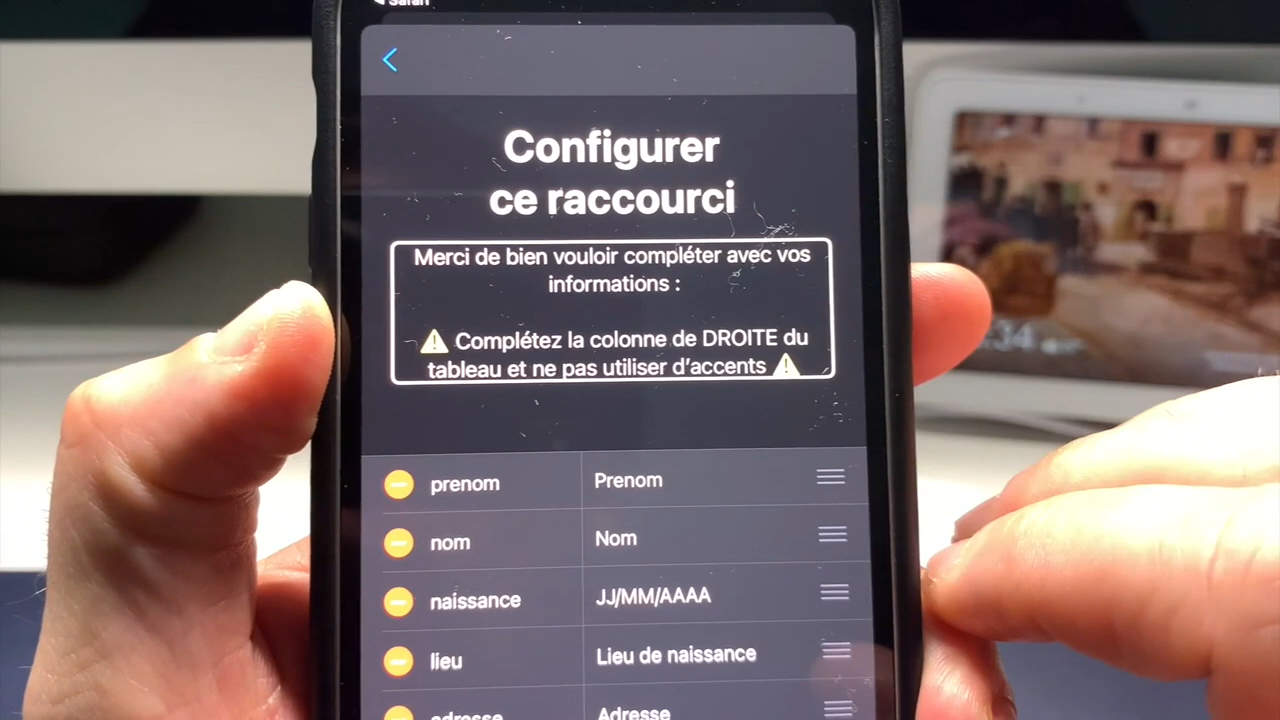 Safari
Configurer
ce raccourci
Merci de bien vouloir compléter avec vos
informations :
⚠️ Complétez la colonne de DROITE du
tableau et ne pas utiliser d'accents ⚠️
prenom Prenom
nom Nom
naissance JJ/MM/AAAA
lieu Lieu de naissance
adresse Adresse